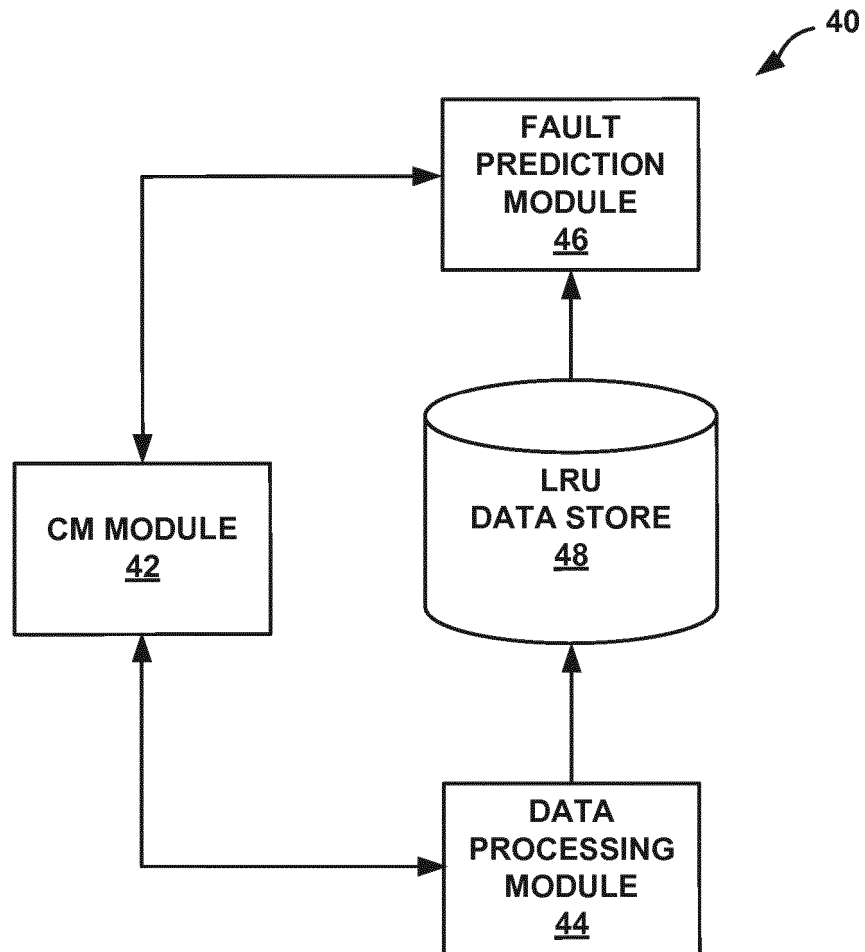 40
FAULT
PREDICTION
MODULE
46
LRU
DATA STORE
48
CM MODULE
42
DATA
PROCESSING
MODULE
44